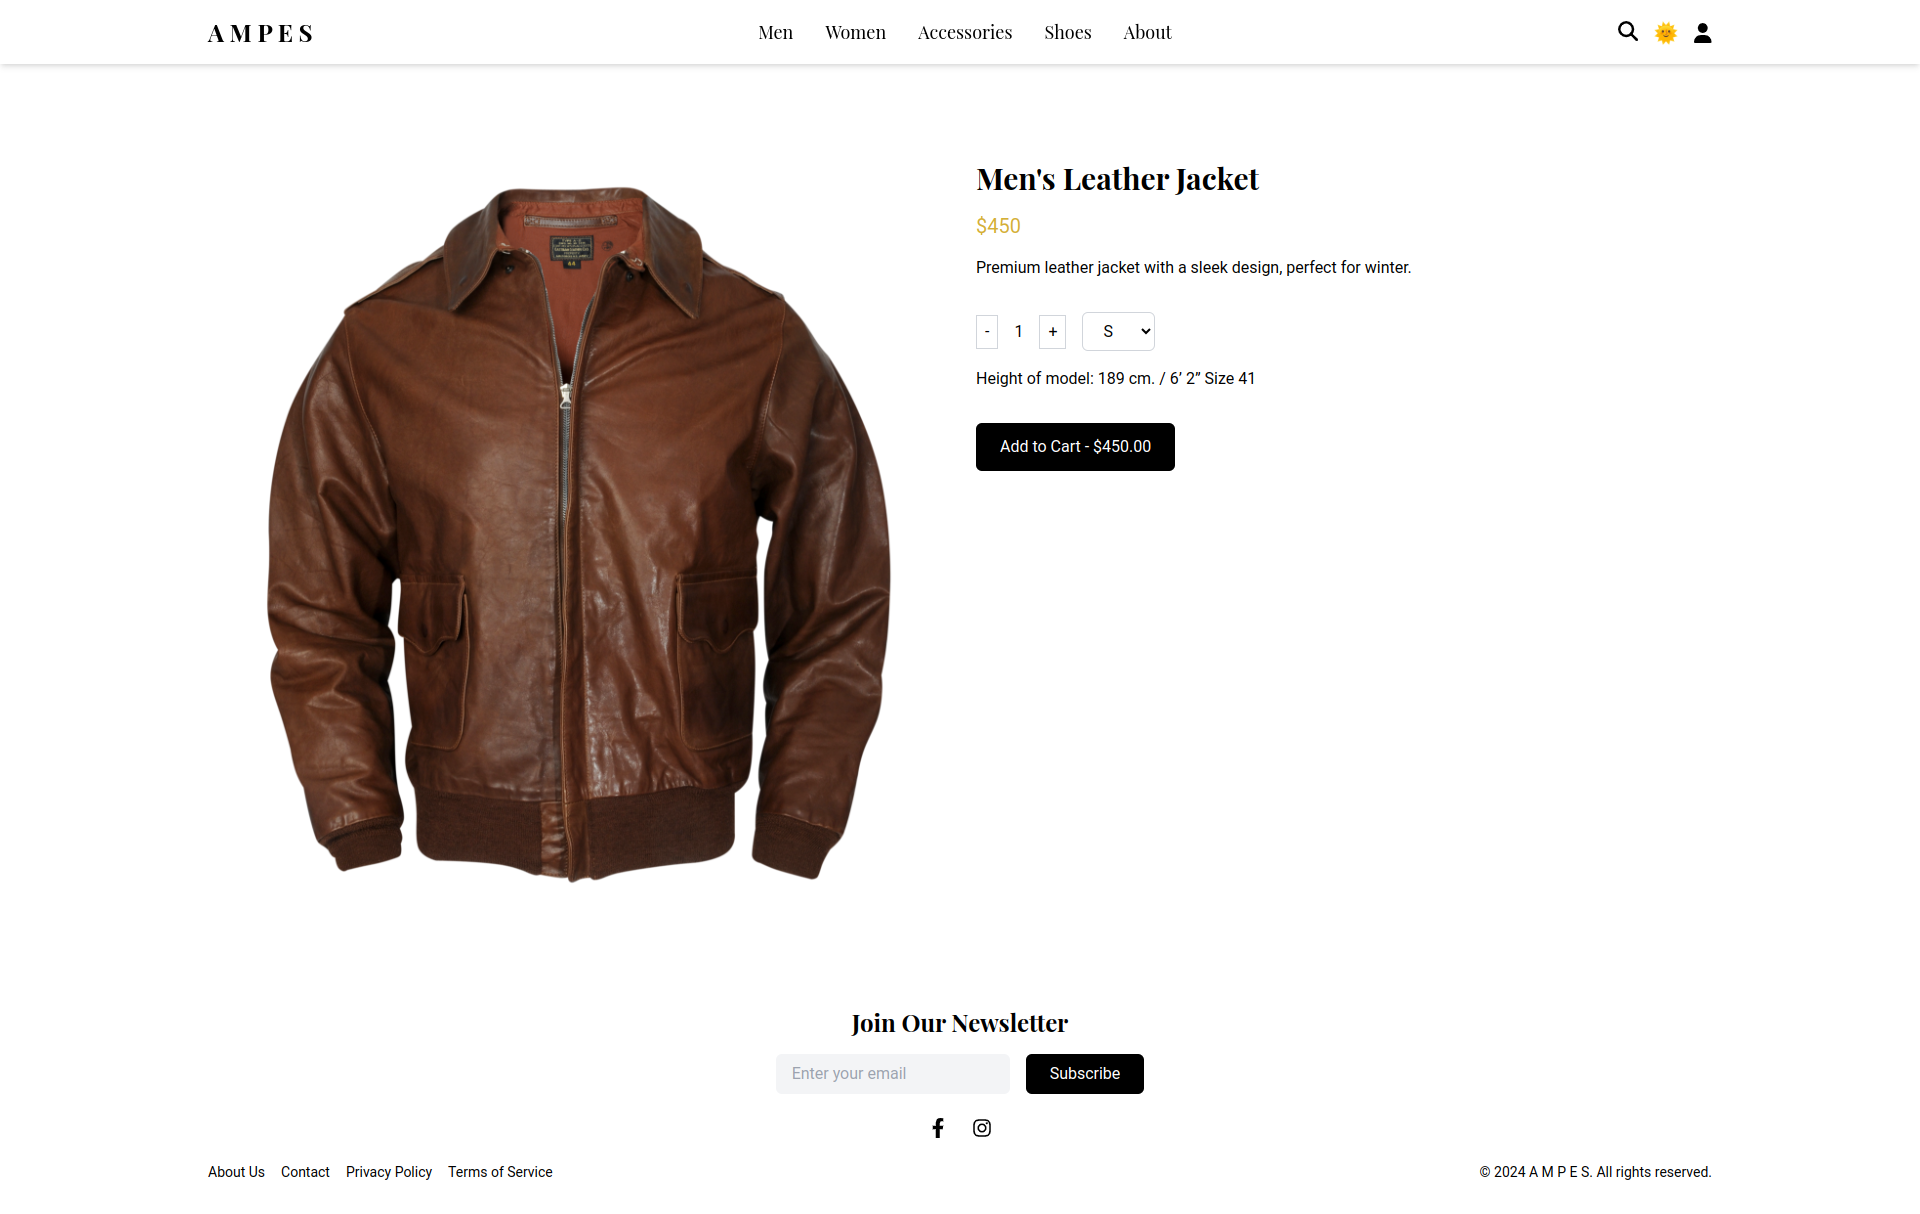 AMPES
Men Women Accessories Shoes About
Men's Leather Jacket
$450
Premium leather jacket with a sleek design, perfect for winter.
- 1 + S
Height of model: 189 cm. / 6’ 2” Size 41
Add to Cart - $450.00
Join Our Newsletter
Enter your email Subscribe
About Us Contact Privacy Policy Terms of Service © 2024 A M P E S. All rights reserved.